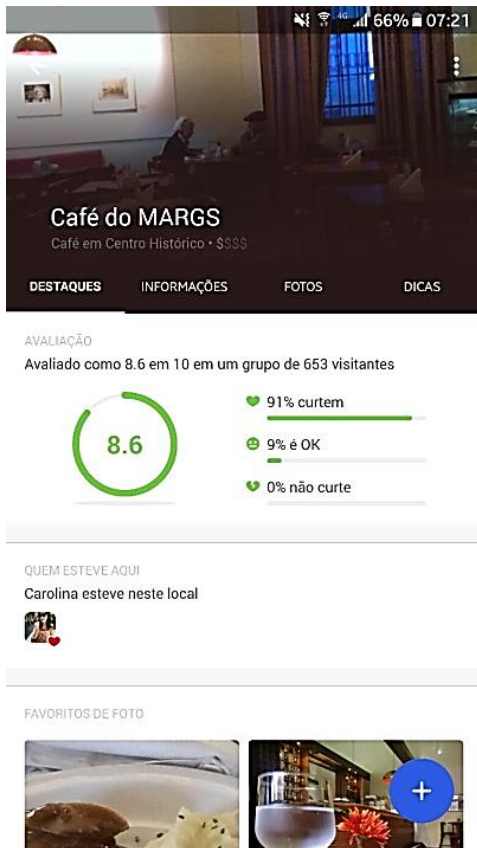 4G 66% 07:21
Café do MARGS
Café em Centro Histórico • $$$$
DESTAQUES INFORMAÇÕES FOTOS DICAS
AVALIAÇÃO
Avaliado como 8.6 em 10 em um grupo de 653 visitantes
8.6
91% curtem
9% é OK
0% não curte
QUEM ESTEVE AQUI
Carolina esteve neste local
FAVORITOS DE FOTO